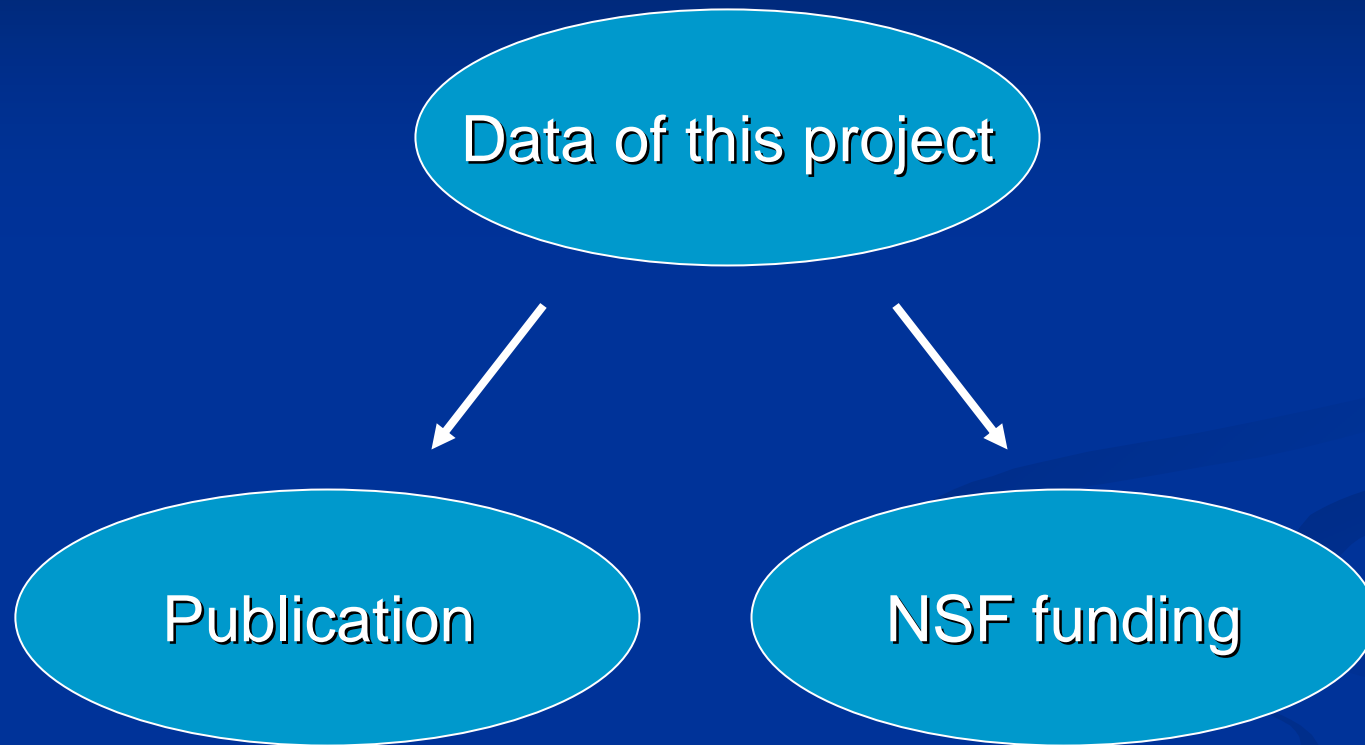 Data of this project
Publication
NSF funding